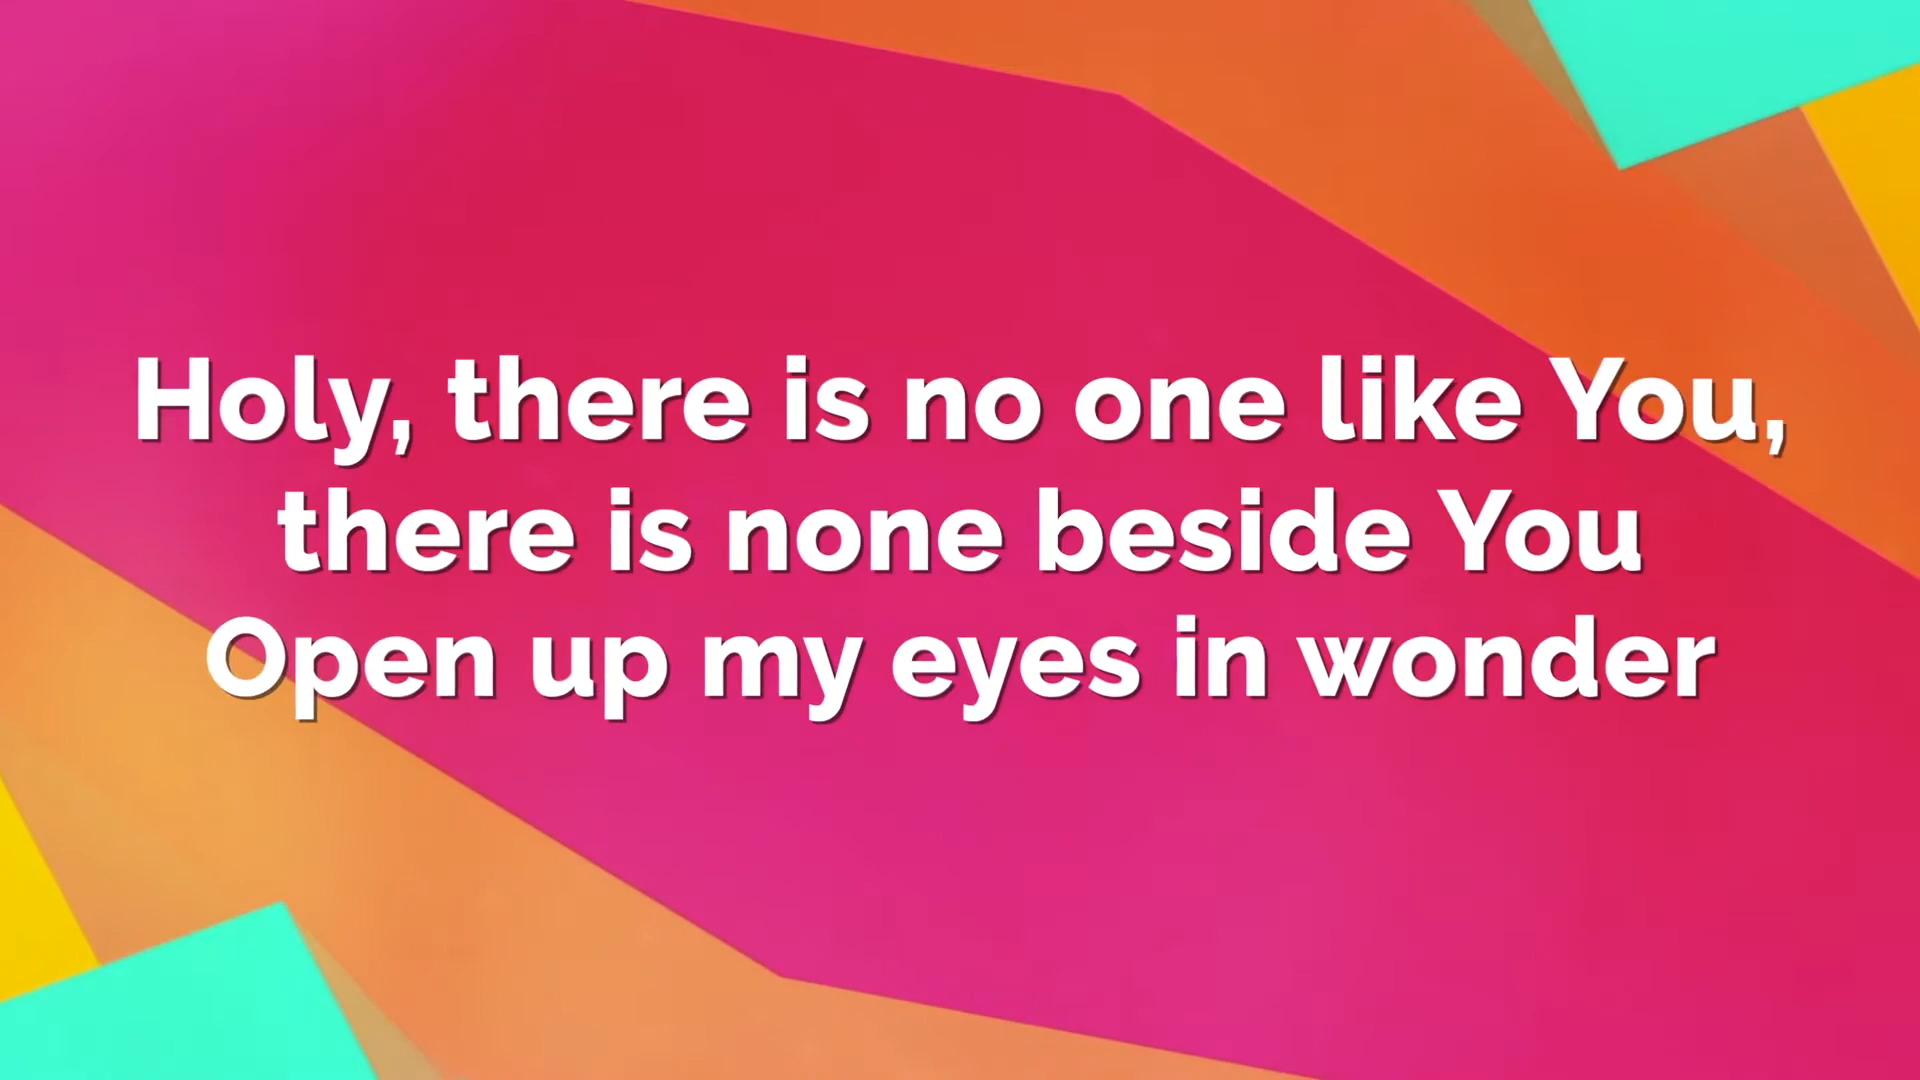 Holy, there is no one like You,
there is none beside You
Open up my eyes in wonder